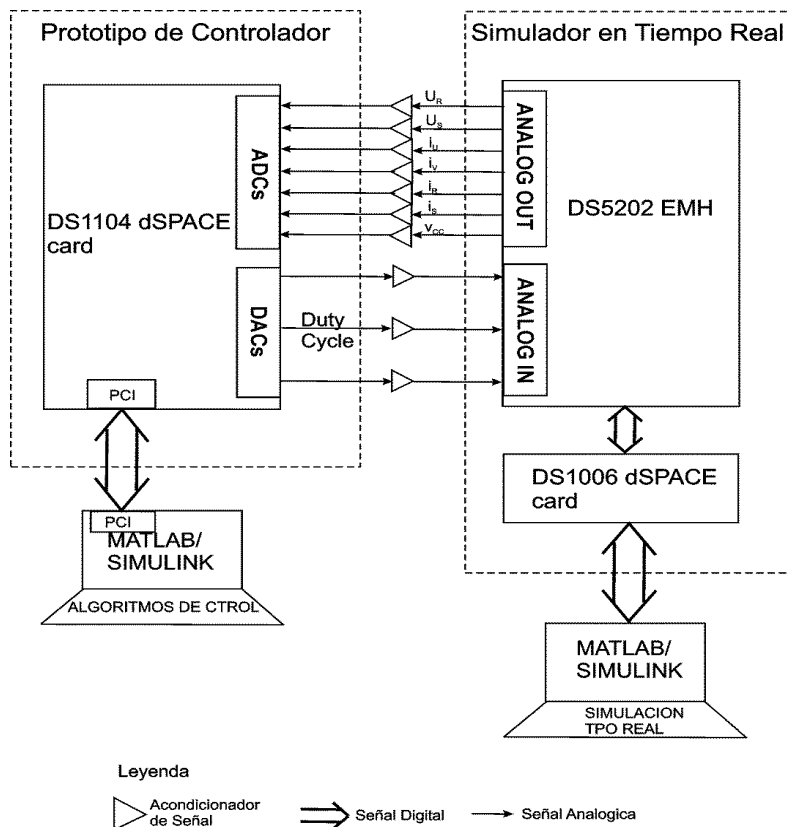 Prototipo de Controlador
Simulador en Tiempo Real
DS1104 dSPACE
card
ADCs
DACs
PCI
U_R
U_S
i_U
i_V
i_R
i_S
v_CC
Duty
Cycle
ANALOG OUT
ANALOG IN
DS5202 EMH
DS1006 dSPACE
card
PCI
MATLAB/
SIMULINK
ALGORITMOS DE CTROL
MATLAB/
SIMULINK
SIMULACION
TPO REAL
Leyenda
Acondicionador
de Señal
Señal Digital
Señal Analogica